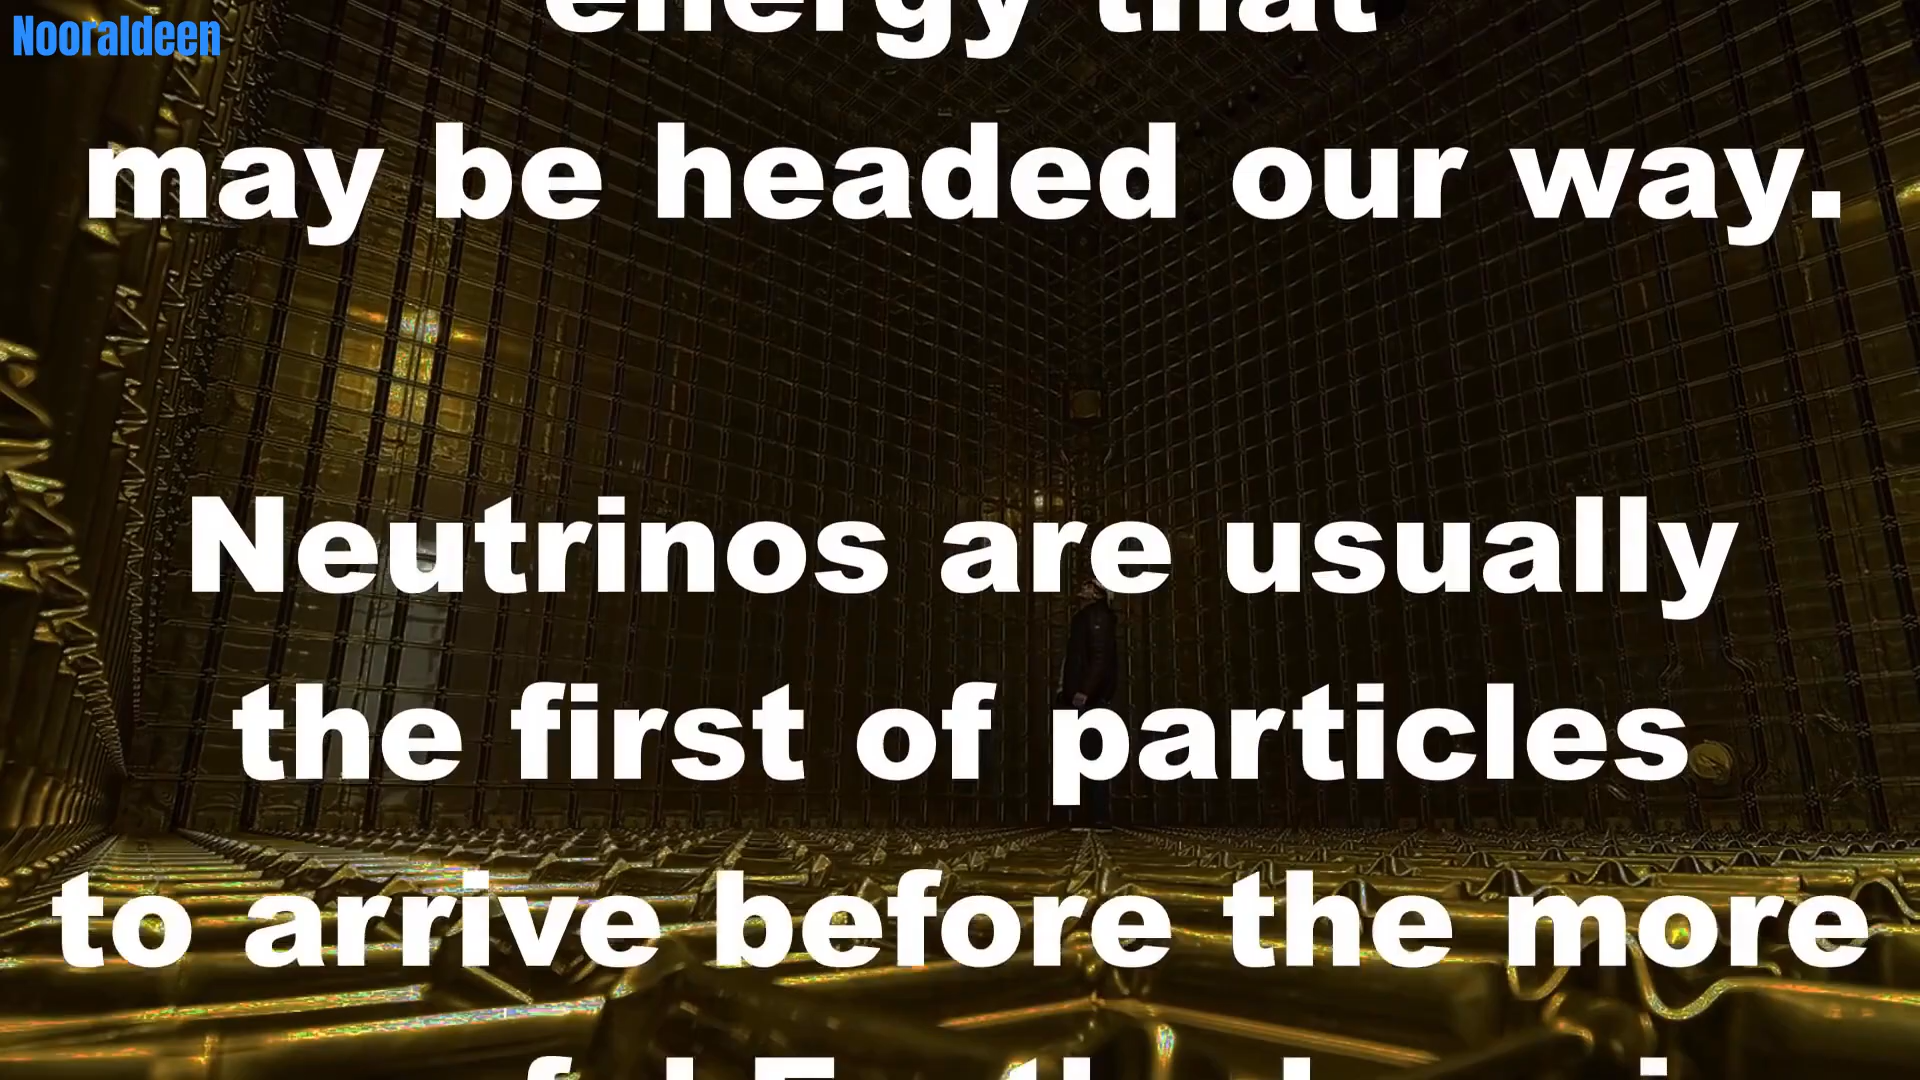 Nooraldeen
energy that
may be headed our way.
Neutrinos are usually
the first of particles
to arrive before the more